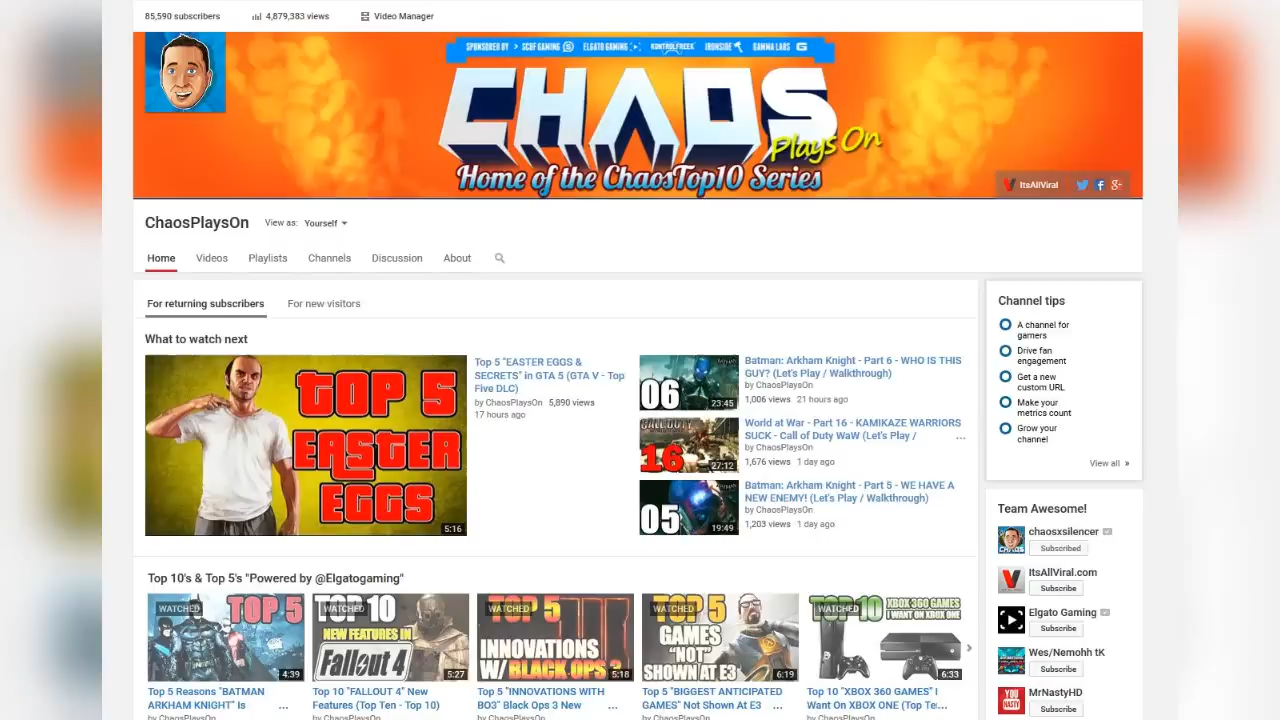 85,590 subscribers
4,879,383 views
Video Manager
SPONSORED BY > SCUF GAMING ELGATO GAMING KONTROLFREEK IRONSIDE GAMMA LABS G
CHAOS
Plays On
Home of the ChaosTop10 Series
ItsAllViral
ChaosPlaysOn
View as: Yourself
Home Videos Playlists Channels Discussion About
For returning subscribers For new visitors
What to watch next
TOP 5
EASTER
EGGS
5:16
Top 5 "EASTER EGGS &
SECRETS" in GTA 5 (GTA V - Top
Five DLC)
by ChaosPlaysOn 5,890 views
17 hours ago
06
23:45
Batman: Arkham Knight - Part 6 - WHO IS THIS
GUY? (Let's Play / Walkthrough)
by ChaosPlaysOn
1,006 views 21 hours ago
CALL OF DUTY
16
27:12
World at War - Part 16 - KAMIKAZE WARRIORS
SUCK - Call of Duty WaW (Let's Play / ...
by ChaosPlaysOn
1,676 views 1 day ago
05
19:49
Batman: Arkham Knight - Part 5 - WE HAVE A
NEW ENEMY! (Let's Play / Walkthrough)
by ChaosPlaysOn
1,203 views 1 day ago
Channel tips
A channel for
gamers
Drive fan
engagement
Get a new
custom URL
Make your
metrics count
Grow your
channel
View all »
Team Awesome!
CHAOS
chaosxsilencer
Subscribed
ItsAllViral.com
Subscribe
Elgato Gaming
Subscribe
Wes/Nemohh tK
Subscribe
YOU
NASTY
MrNastyHD
Subscribe
Top 10's & Top 5's "Powered by @Elgatogaming"
WATCHED
TOP 5
4:39
Top 5 Reasons "BATMAN
ARKHAM KNIGHT" Is ...
by ChaosPlaysOn
WATCHED
TOP 10
NEW FEATURES IN
Fallout 4
5:27
Top 10 "FALLOUT 4" New
Features (Top Ten - Top 10)
by ChaosPlaysOn
WATCHED
TOP 5
INNOVATIONS
W/ BLACK OPS 3
5:18
Top 5 "INNOVATIONS WITH
BO3" Black Ops 3 New ...
by ChaosPlaysOn
WATCHED
TOP 5
GAMES
"NOT"
SHOWN AT E3
6:19
Top 5 "BIGGEST ANTICIPATED
GAMES" Not Shown At E3 ...
by ChaosPlaysOn
WATCHED
TOP 10 XBOX 360 GAMES
I WANT ON XBOX ONE
6:33
Top 10 "XBOX 360 GAMES" I
Want On XBOX ONE (Top Te...
by ChaosPlaysOn